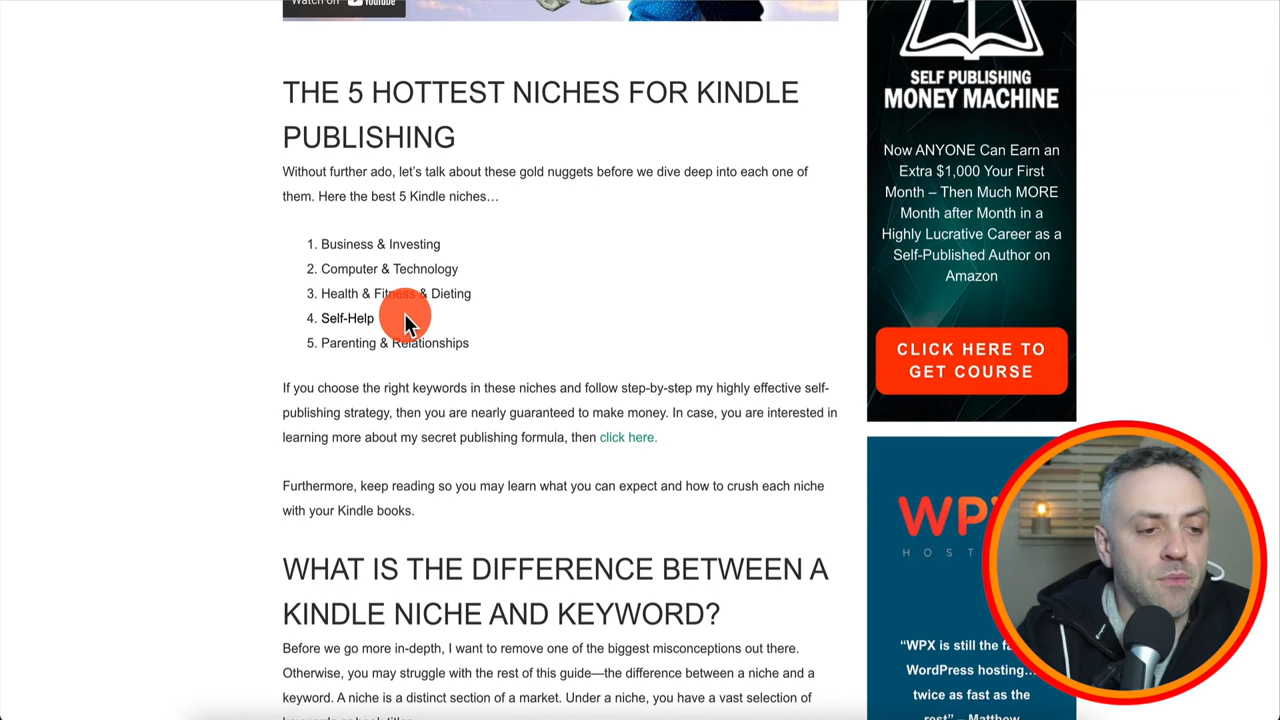 Watch on YouTube
THE 5 HOTTEST NICHES FOR KINDLE
PUBLISHING
Without further ado, let's talk about these gold nuggets before we dive deep into each one of
them. Here the best 5 Kindle niches…
1. Business & Investing
2. Computer & Technology
3. Health & Fitness & Dieting
4. Self-Help
5. Parenting & Relationships
If you choose the right keywords in these niches and follow step-by-step my highly effective self-
publishing strategy, then you are nearly guaranteed to make money. In case, you are interested in
learning more about my secret publishing formula, then click here.
Furthermore, keep reading so you may learn what you can expect and how to crush each niche
with your Kindle books.
WHAT IS THE DIFFERENCE BETWEEN A
KINDLE NICHE AND KEYWORD?
Before we go more in-depth, I want to remove one of the biggest misconceptions out there.
Otherwise, you may struggle with the rest of this guide—the difference between a niche and a
keyword. A niche is a distinct section of a market. Under a niche, you have a vast selection of
SELF PUBLISHING
MONEY MACHINE
Now ANYONE Can Earn an
Extra $1,000 Your First
Month – Then Much MORE
Month after Month in a
Highly Lucrative Career as a
Self-Published Author on
Amazon
CLICK HERE TO
GET COURSE
WP
HOST
"WPX is still the
WordPress hosting...
twice as fast as the
rest" – Matthew